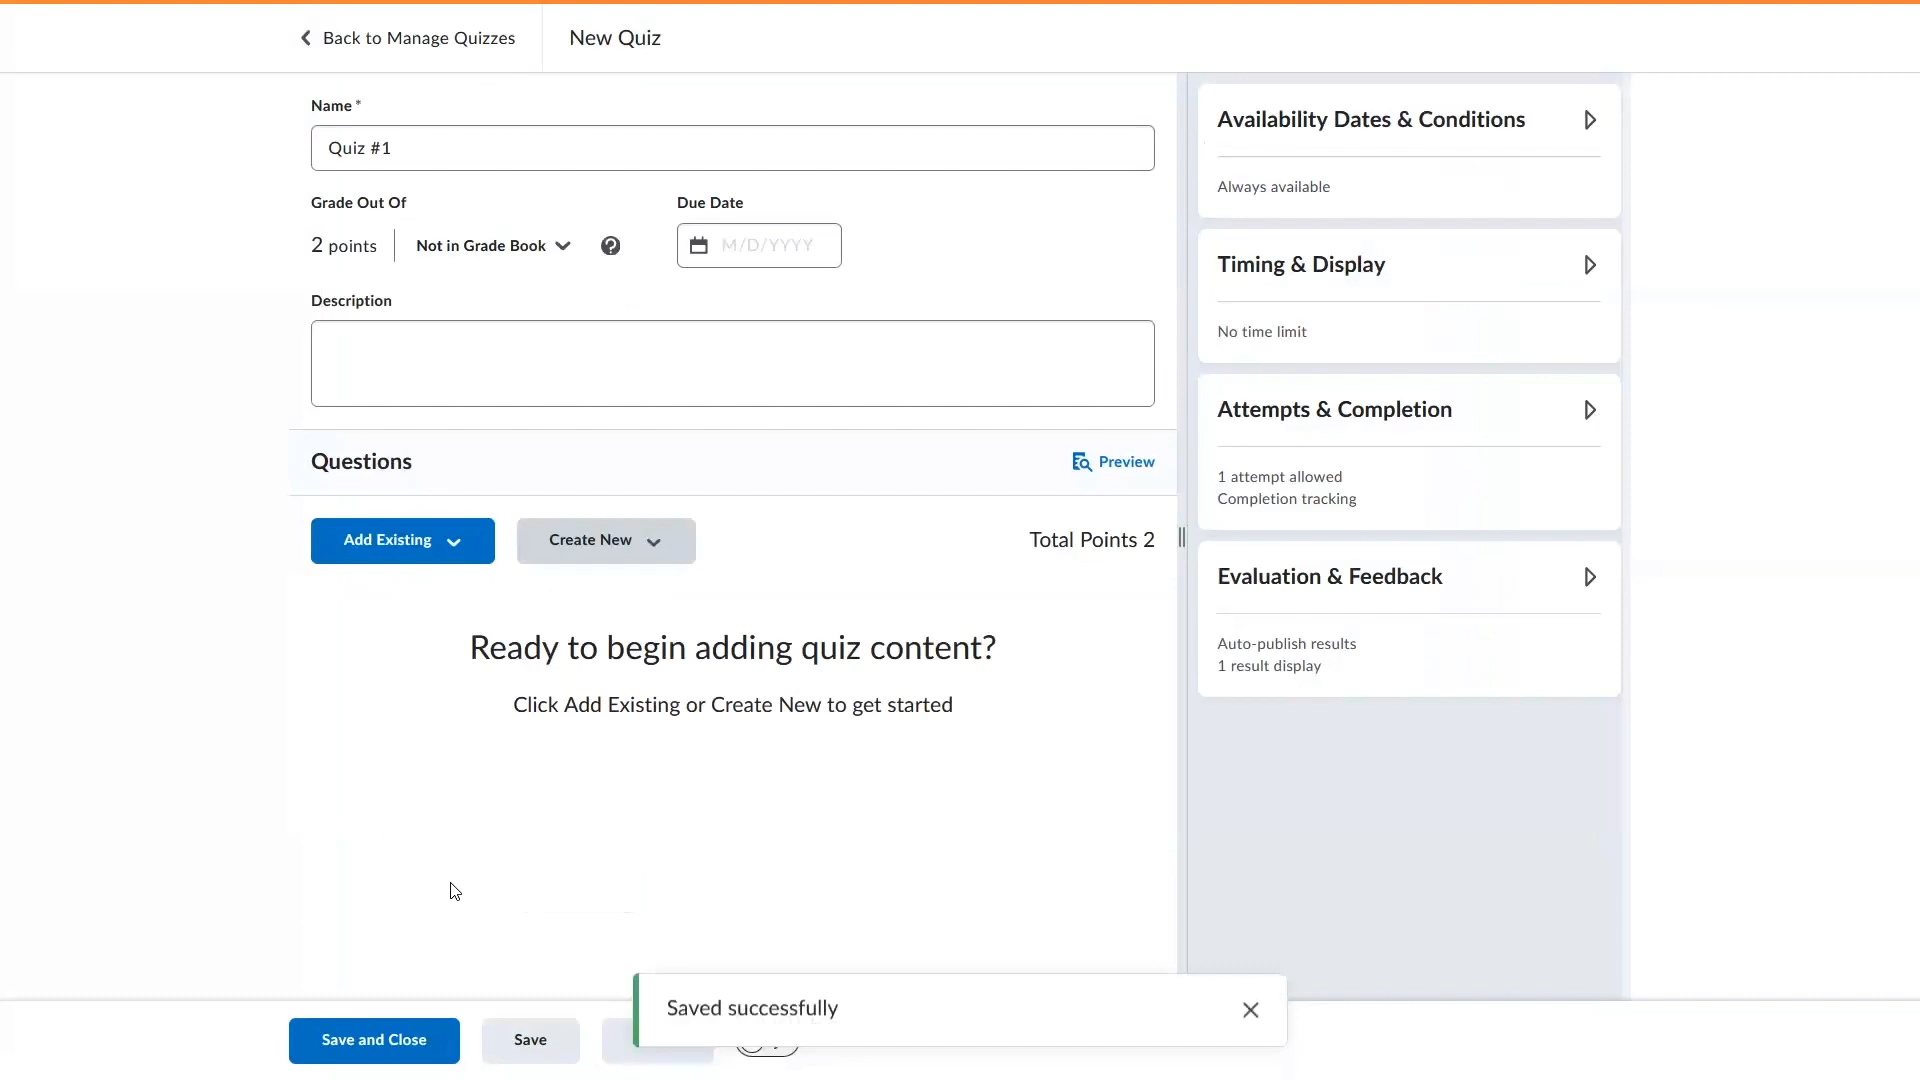 Back to Manage Quizzes
New Quiz
Name *
Quiz #1
Grade Out Of
Due Date
2 points
Not in Grade Book
M/D/YYYY
Description
Questions
Preview
Add Existing
Create New
Total Points 2
Ready to begin adding quiz content?
Click Add Existing or Create New to get started
Availability Dates & Conditions
Always available
Timing & Display
No time limit
Attempts & Completion
1 attempt allowed
Completion tracking
Evaluation & Feedback
Auto-publish results
1 result display
Saved successfully
Save and Close
Save